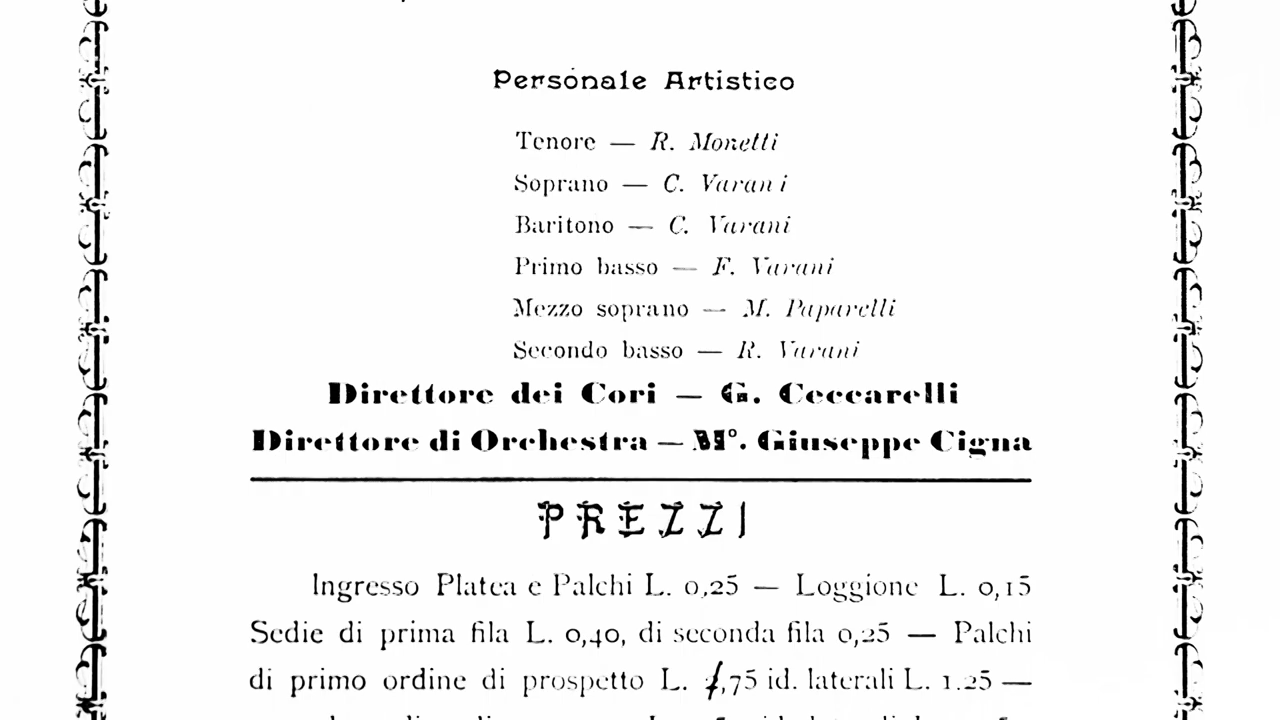 Personale Artistico
Tenore — R. Monetti
Soprano — C. Varani
Baritono — C. Varani
Primo basso — F. Varani
Mezzo soprano — M. Paparelli
Secondo basso — R. Varani
Direttore dei Cori — G. Ceccarelli
Direttore di Orchestra — Mº. Giuseppe Cigna
PREZZI
Ingresso Platea e Palchi L. 0,25 — Loggione L. 0,15
Sedie di prima fila L. 0,40, di seconda fila 0,25 — Palchi
di primo ordine di prospetto L. 1,75 id. laterali L. 1.25 —